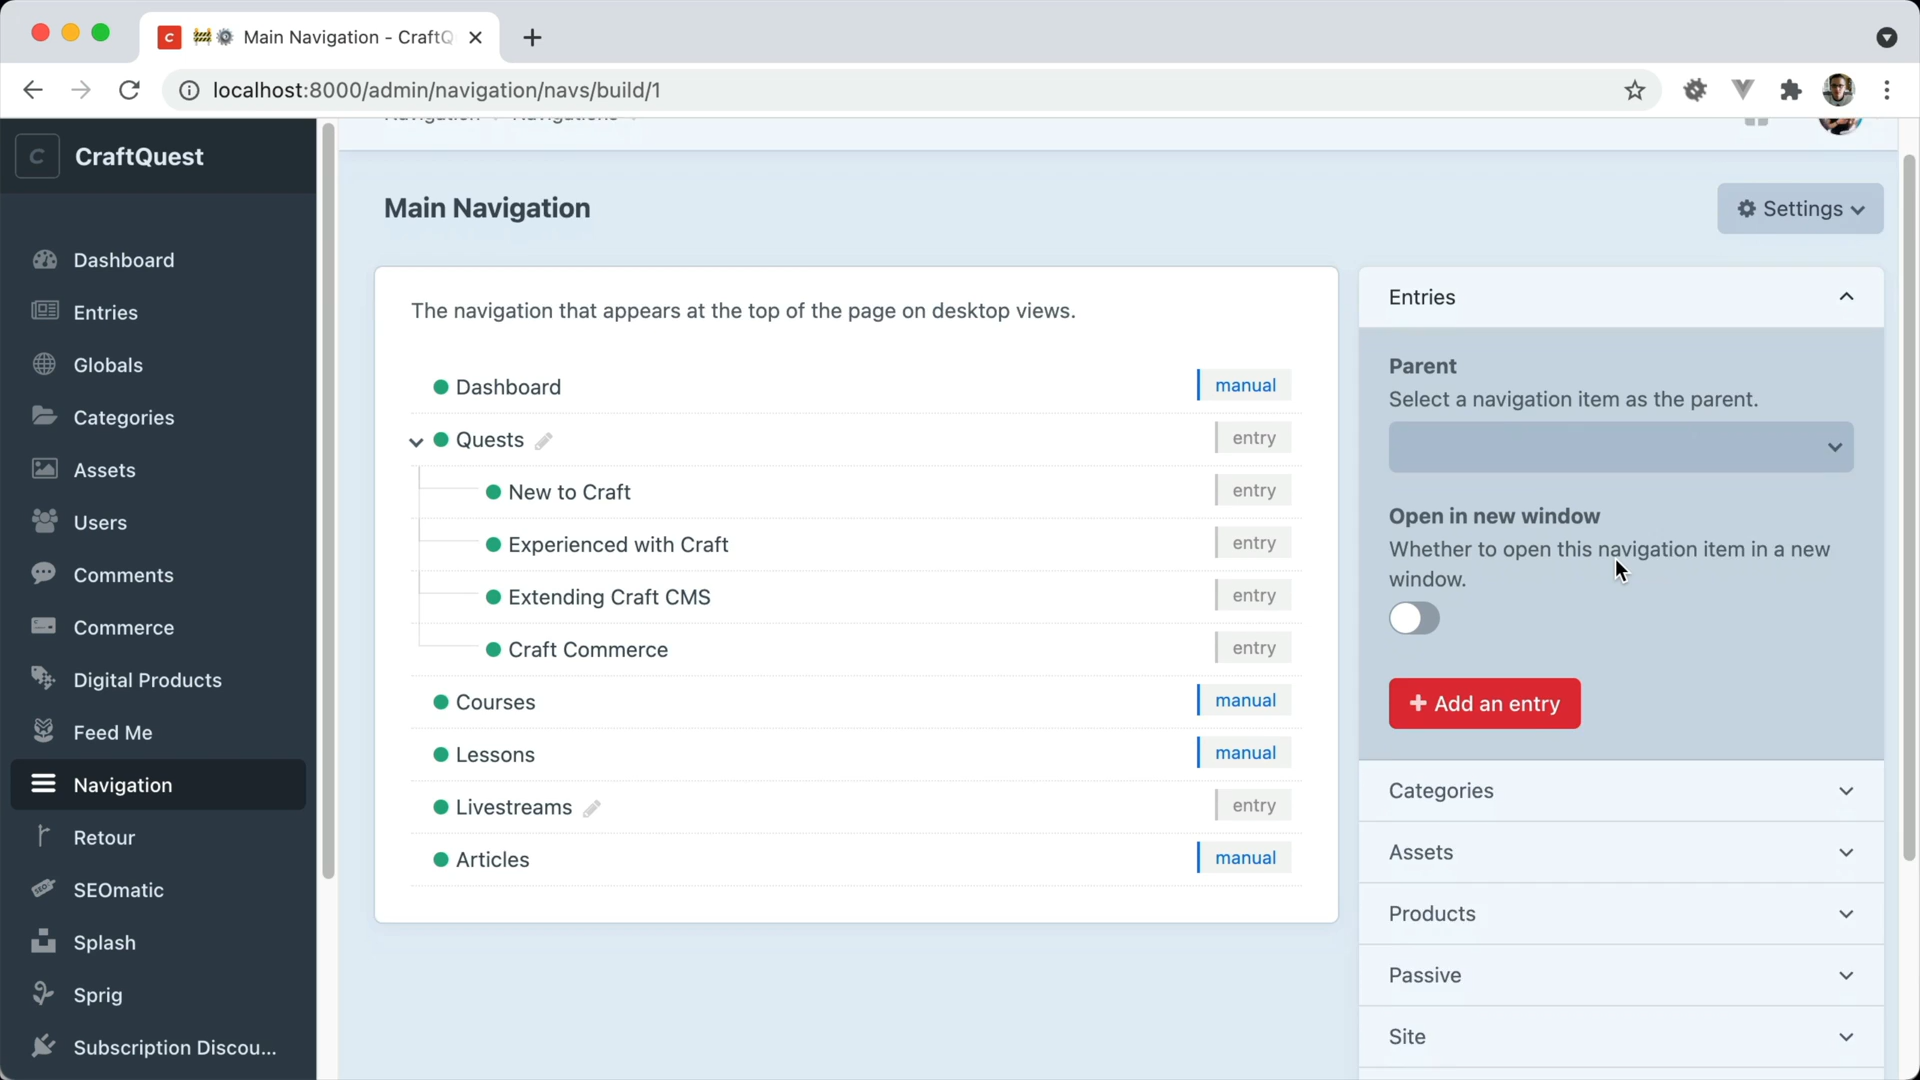 Main Navigation - CraftQ
localhost:8000/admin/navigation/navs/build/1
C CraftQuest
Dashboard
Entries
Globals
Categories
Assets
Users
Comments
Commerce
Digital Products
Feed Me
Navigation
Retour
SEOmatic
Splash
Sprig
Subscription Discou...
Main Navigation
Settings
The navigation that appears at the top of the page on desktop views.
Dashboard manual
Quests entry
New to Craft entry
Experienced with Craft entry
Extending Craft CMS entry
Craft Commerce entry
Courses manual
Lessons manual
Livestreams entry
Articles manual
Entries
Parent
Select a navigation item as the parent.
Open in new window
Whether to open this navigation item in a new
window.
+ Add an entry
Categories
Assets
Products
Passive
Site